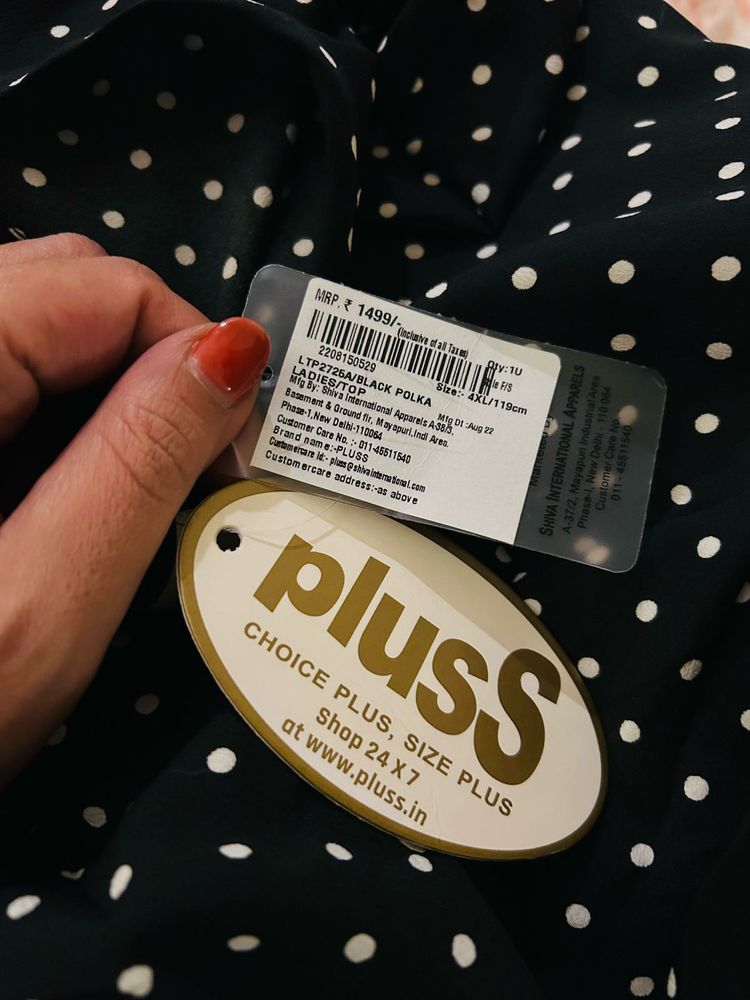 MRP. ₹ 1499/-
(Inclusive of all Taxes)
Qty:1U
2208150529
LTP2726A/BLACK POLKA
Size:- 4XL/119cm
LADIES/TOP
Mfg Dt :Aug 22
Mfg By: Shiva International Apparels A-38/3,
Basement & Ground flr, Mayapuri,Indl Area.
Phase-1,New Delhi-110064
Customer Care No. :- 011-45511540
Brand name:-PLUSS
Customercare Id:- pluss@shivainternational.com
Customercare address:-as above
SHIVA INTERNATIONAL APPARELS
A-37/2, Mayapuri Industrial Area
Phase-I, New Delhi - 110 064
Customer Care No
011 - 45511540
plusS
CHOICE PLUS, SIZE PLUS
Shop 24 X 7
at www.pluss.in